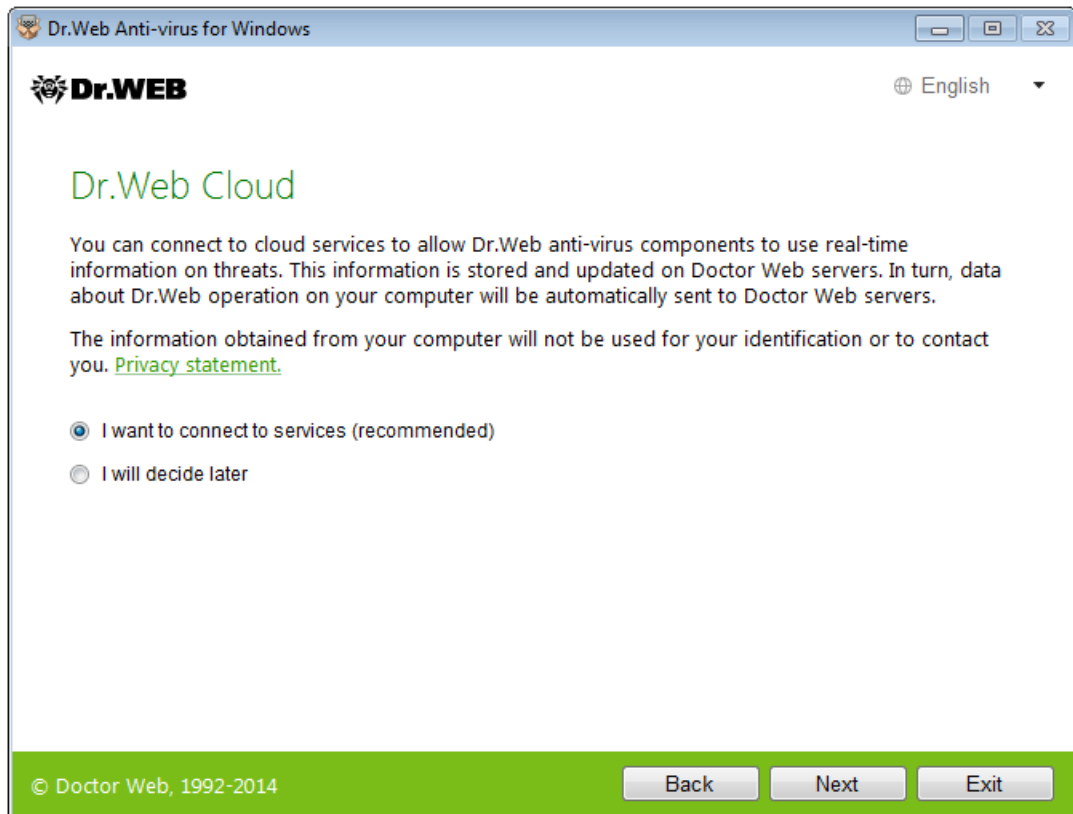 Dr.Web Anti-virus for Windows
Dr.WEB
English
Dr.Web Cloud
You can connect to cloud services to allow Dr.Web anti-virus components to use real-time
information on threats. This information is stored and updated on Doctor Web servers. In turn, data
about Dr.Web operation on your computer will be automatically sent to Doctor Web servers.
The information obtained from your computer will not be used for your identification or to contact
you. Privacy statement.
I want to connect to services (recommended)
I will decide later
© Doctor Web, 1992-2014
Back
Next
Exit